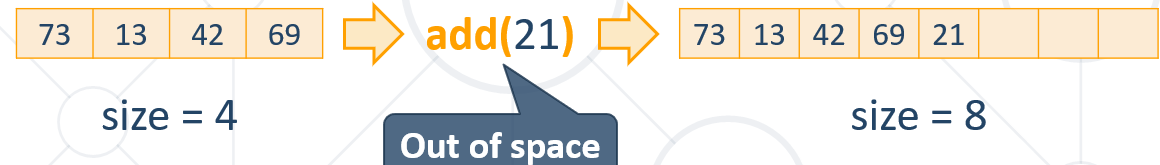 73 13 42 69
add(21)
73 13 42 69 21
size = 4
Out of space
size = 8